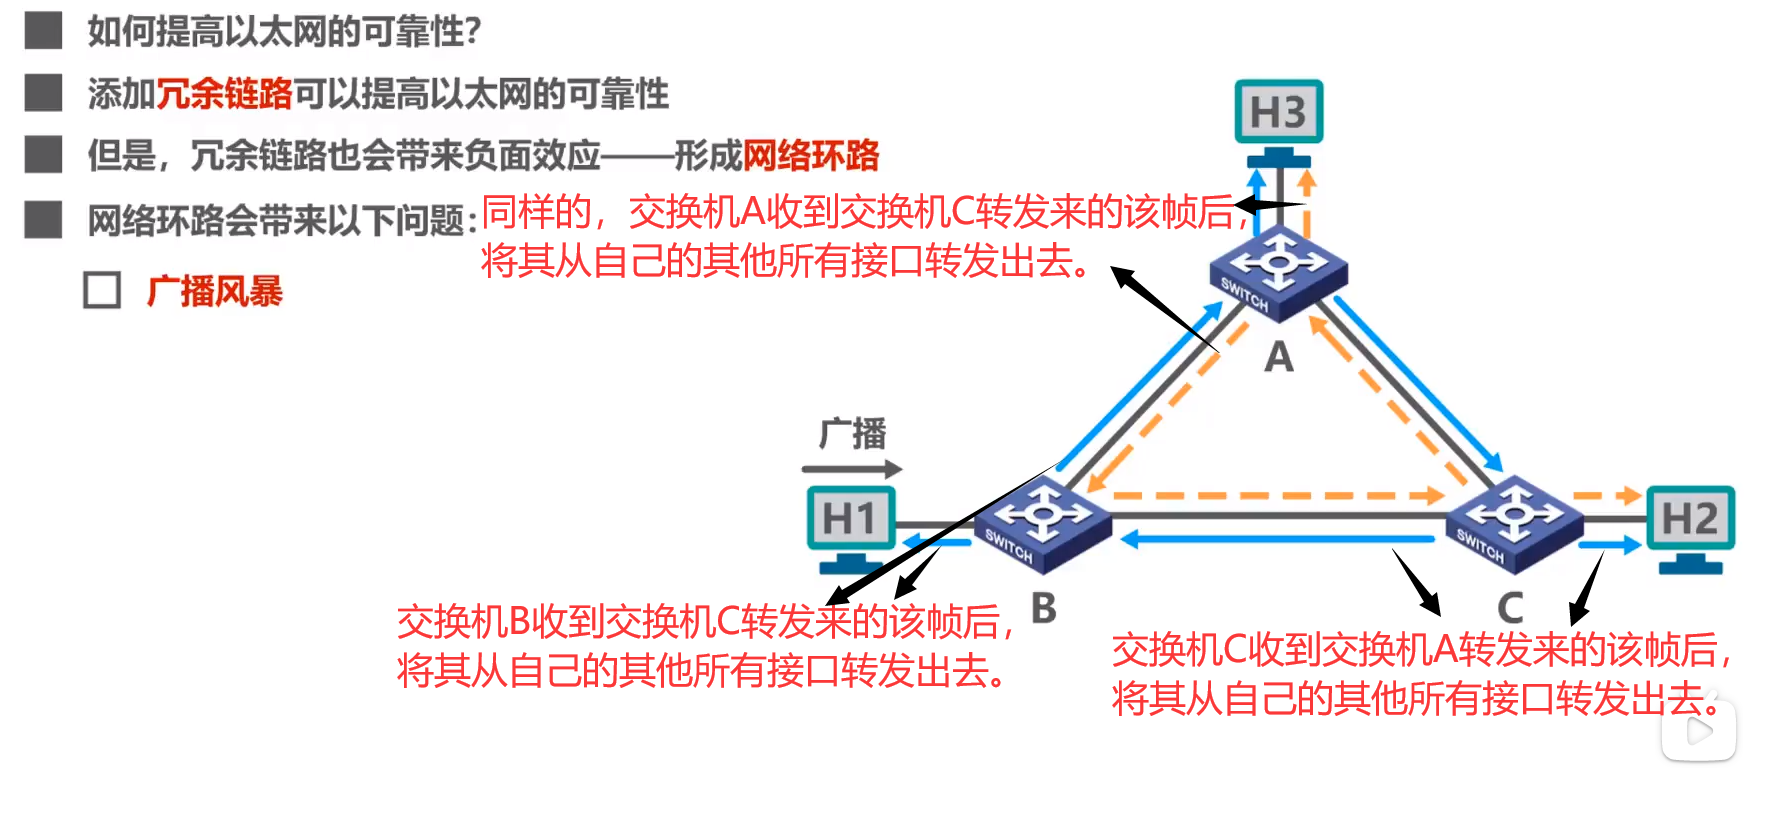 如何提高以太网的可靠性?
添加冗余链路可以提高以太网的可靠性
但是，冗余链路也会带来负面效应——形成网络环路
网络环路会带来以下问题:
同样的，交换机A收到交换机C转发来的该帧后，
将其从自己的其他所有接口转发出去。
广播风暴
H3
SWITCH
A
广播
H1
SWITCH
B
SWITCH
C
H2
交换机B收到交换机C转发来的该帧后，
将其从自己的其他所有接口转发出去。
交换机C收到交换机A转发来的该帧后，
将其从自己的其他所有接口转发出去。